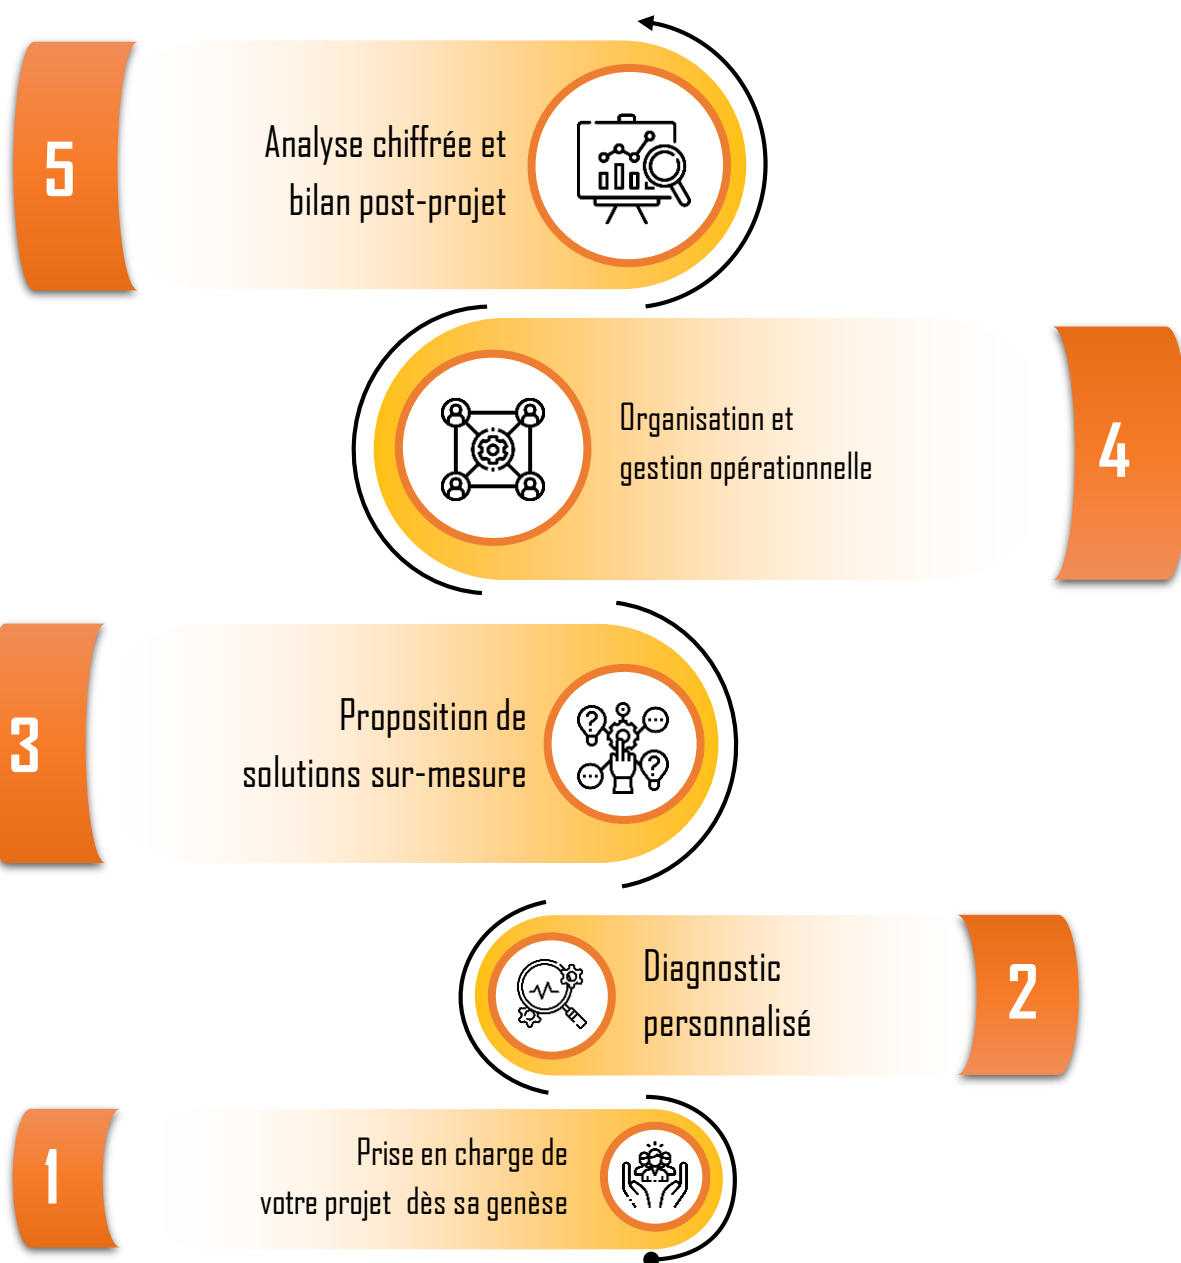 5
Analyse chiffrée et
bilan post-projet
Organisation et
gestion opérationnelle
4
3
Proposition de
solutions sur-mesure
Diagnostic
personnalisé
2
1
Prise en charge de
votre projet dès sa genèse